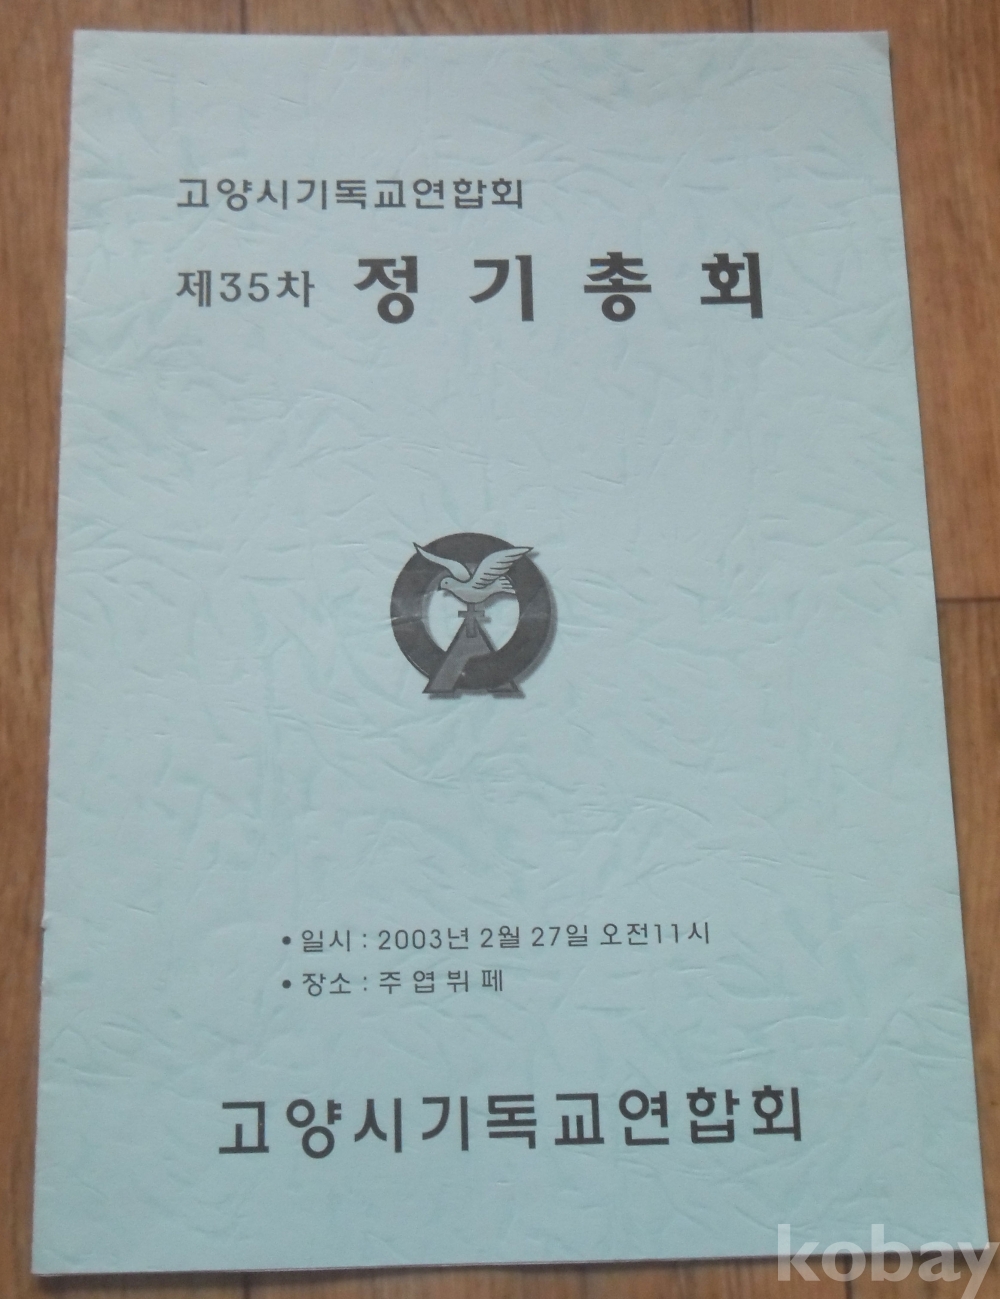 고양시기독교연합회
제35차 정기총회
• 일시 : 2003년 2월 27일 오전11시
• 장소 : 주엽뷔페
고양시기독교연합회
kobay